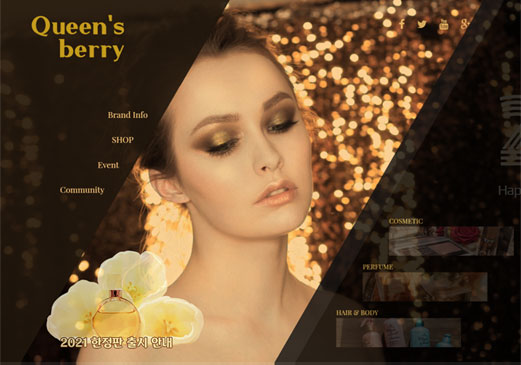 Queen's
berry
Brand Info
SHOP
Event
Community
COSMETIC
PERFUME
HAIR & BODY
2021 한정판 출시 안내